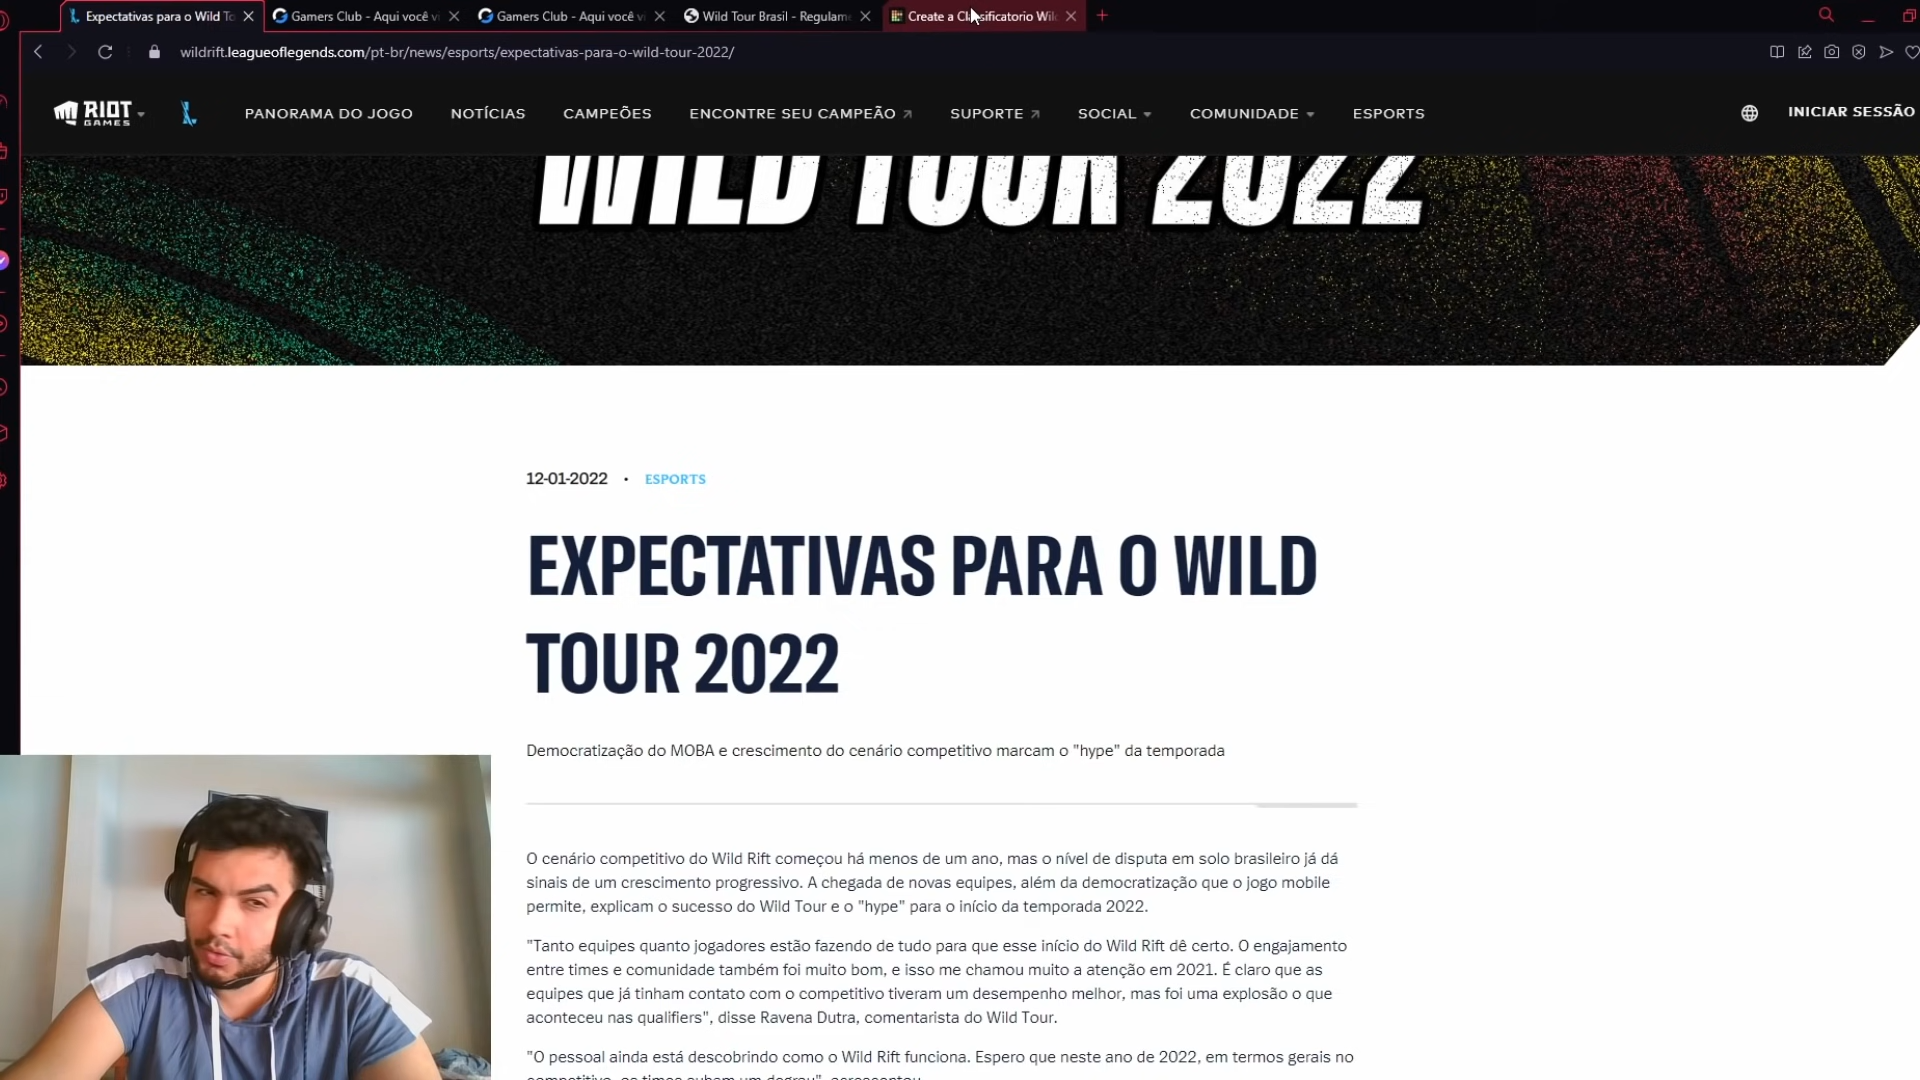 Expectativas para o Wild To
Gamers Club - Aqui você vi
Gamers Club - Aqui você vi
Wild Tour Brasil - Regulam
Create a Classificatorio Wil
wildrift.leagueoflegends.com/pt-br/news/esports/expectativas-para-o-wild-tour-2022/
RIOT GAMES
PANORAMA DO JOGO
NOTÍCIAS
CAMPEÕES
ENCONTRE SEU CAMPEÃO
SUPORTE
SOCIAL
COMUNIDADE
ESPORTS
INICIAR SESSÃO
WILD TOUR 2022
12-01-2022 • ESPORTS
EXPECTATIVAS PARA O WILD
TOUR 2022
Democratização do MOBA e crescimento do cenário competitivo marcam o "hype" da temporada
O cenário competitivo do Wild Rift começou há menos de um ano, mas o nível de disputa em solo brasileiro já dá
sinais de um crescimento progressivo. A chegada de novas equipes, além da democratização que o jogo mobile
permite, explicam o sucesso do Wild Tour e o "hype" para o início da temporada 2022.
"Tanto equipes quanto jogadores estão fazendo de tudo para que esse início do Wild Rift dê certo. O engajamento
entre times e comunidade também foi muito bom, e isso me chamou muito a atenção em 2021. É claro que as
equipes que já tinham contato com o competitivo tiveram um desempenho melhor, mas foi uma explosão o que
aconteceu nas qualifiers", disse Ravena Dutra, comentarista do Wild Tour.
"O pessoal ainda está descobrindo como o Wild Rift funciona. Espero que neste ano de 2022, em termos gerais no
competitivo, os times subam um degrau", acrescentou.